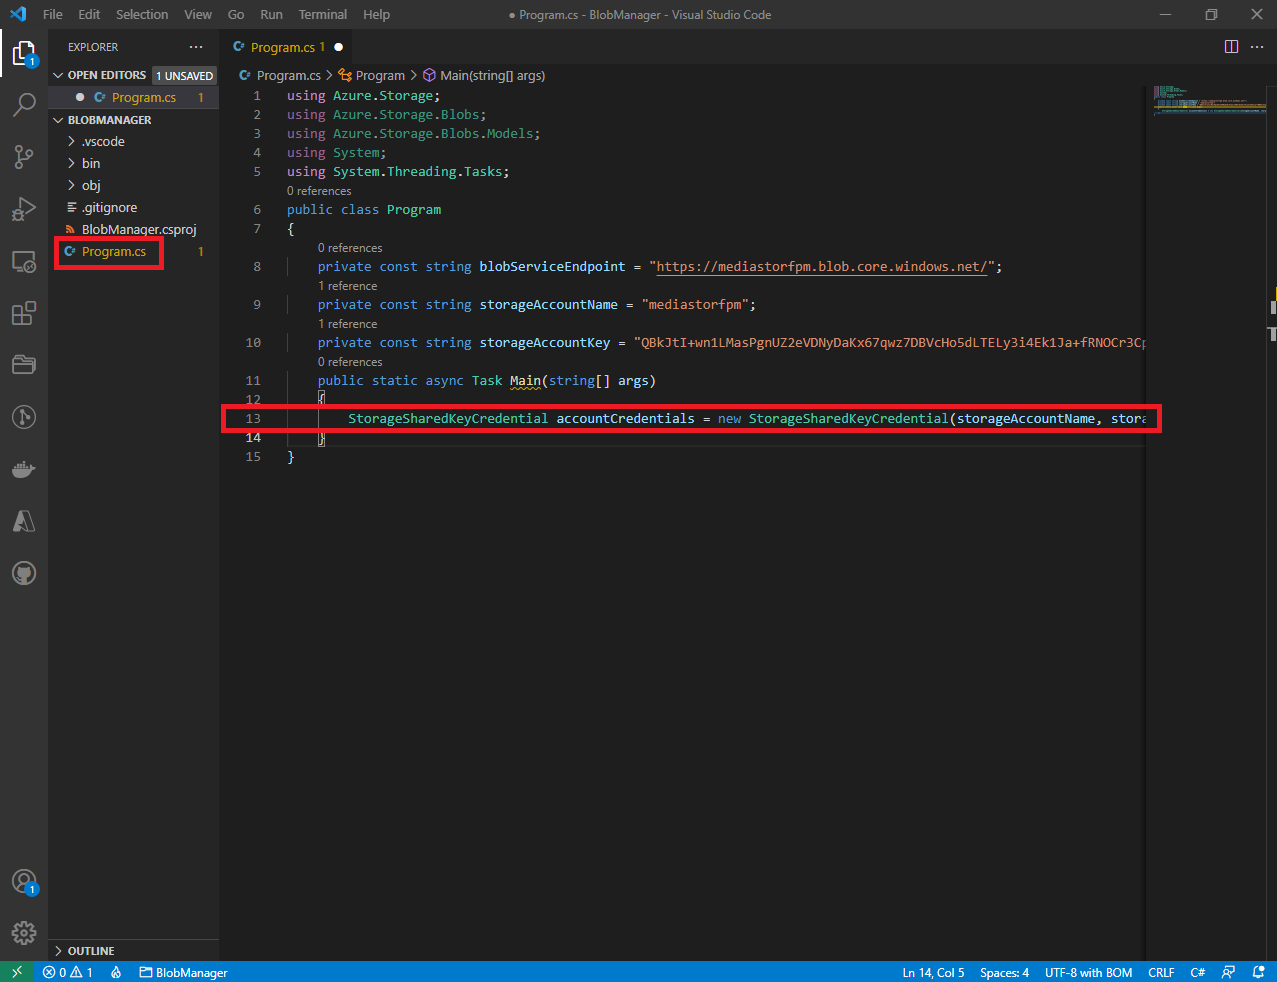 File Edit Selection View Go Run Terminal Help ● Program.cs - BlobManager - Visual Studio Code
EXPLORER
OPEN EDITORS 1 UNSAVED
Program.cs 1
BLOBMANAGER
.vscode
bin
obj
.gitignore
BlobManager.csproj
Program.cs 1
OUTLINE
1
1
Program.cs 1
Program.cs > Program > Main(string[] args)
1 using Azure.Storage;
2 using Azure.Storage.Blobs;
3 using Azure.Storage.Blobs.Models;
4 using System;
5 using System.Threading.Tasks;
0 references
6 public class Program
7 {
0 references
8 private const string blobServiceEndpoint = "https://mediastorfpm.blob.core.windows.net/";
1 reference
9 private const string storageAccountName = "mediastorfpm";
1 reference
10 private const string storageAccountKey = "QBkJtI+wn1LMasPgnUZ2eVDNyDaKx67qwz7DBVcHo5dLTELy3i4Ek1Ja+fRNOCr3Cp
0 references
11 public static async Task Main(string[] args)
12 {
13 StorageSharedKeyCredential accountCredentials = new StorageSharedKeyCredential(storageAccountName, stora
14 }
15 }
0 1 BlobManager Ln 14, Col 5 Spaces: 4 UTF-8 with BOM CRLF C#